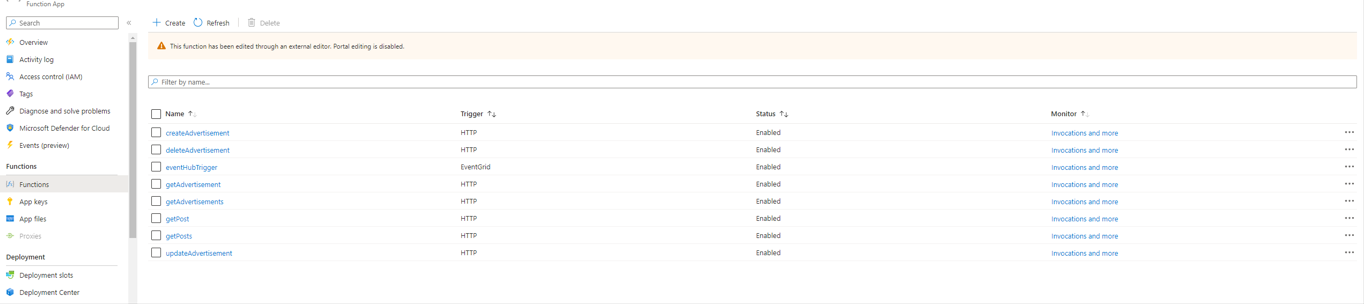 Function App
Search
«
Create Refresh Delete
Overview
Activity log
Access control (IAM)
Tags
Diagnose and solve problems
Microsoft Defender for Cloud
Events (preview)
Functions
Functions
App keys
App files
Proxies
Deployment
Deployment slots
Deployment Center
This function has been edited through an external editor. Portal editing is disabled.
Filter by name...
Name Trigger Status Monitor
createAdvertisement HTTP Enabled Invocations and more
deleteAdvertisement HTTP Enabled Invocations and more
eventHubTrigger EventGrid Enabled Invocations and more
getAdvertisement HTTP Enabled Invocations and more
getAdvertisements HTTP Enabled Invocations and more
getPost HTTP Enabled Invocations and more
getPosts HTTP Enabled Invocations and more
updateAdvertisement HTTP Enabled Invocations and more